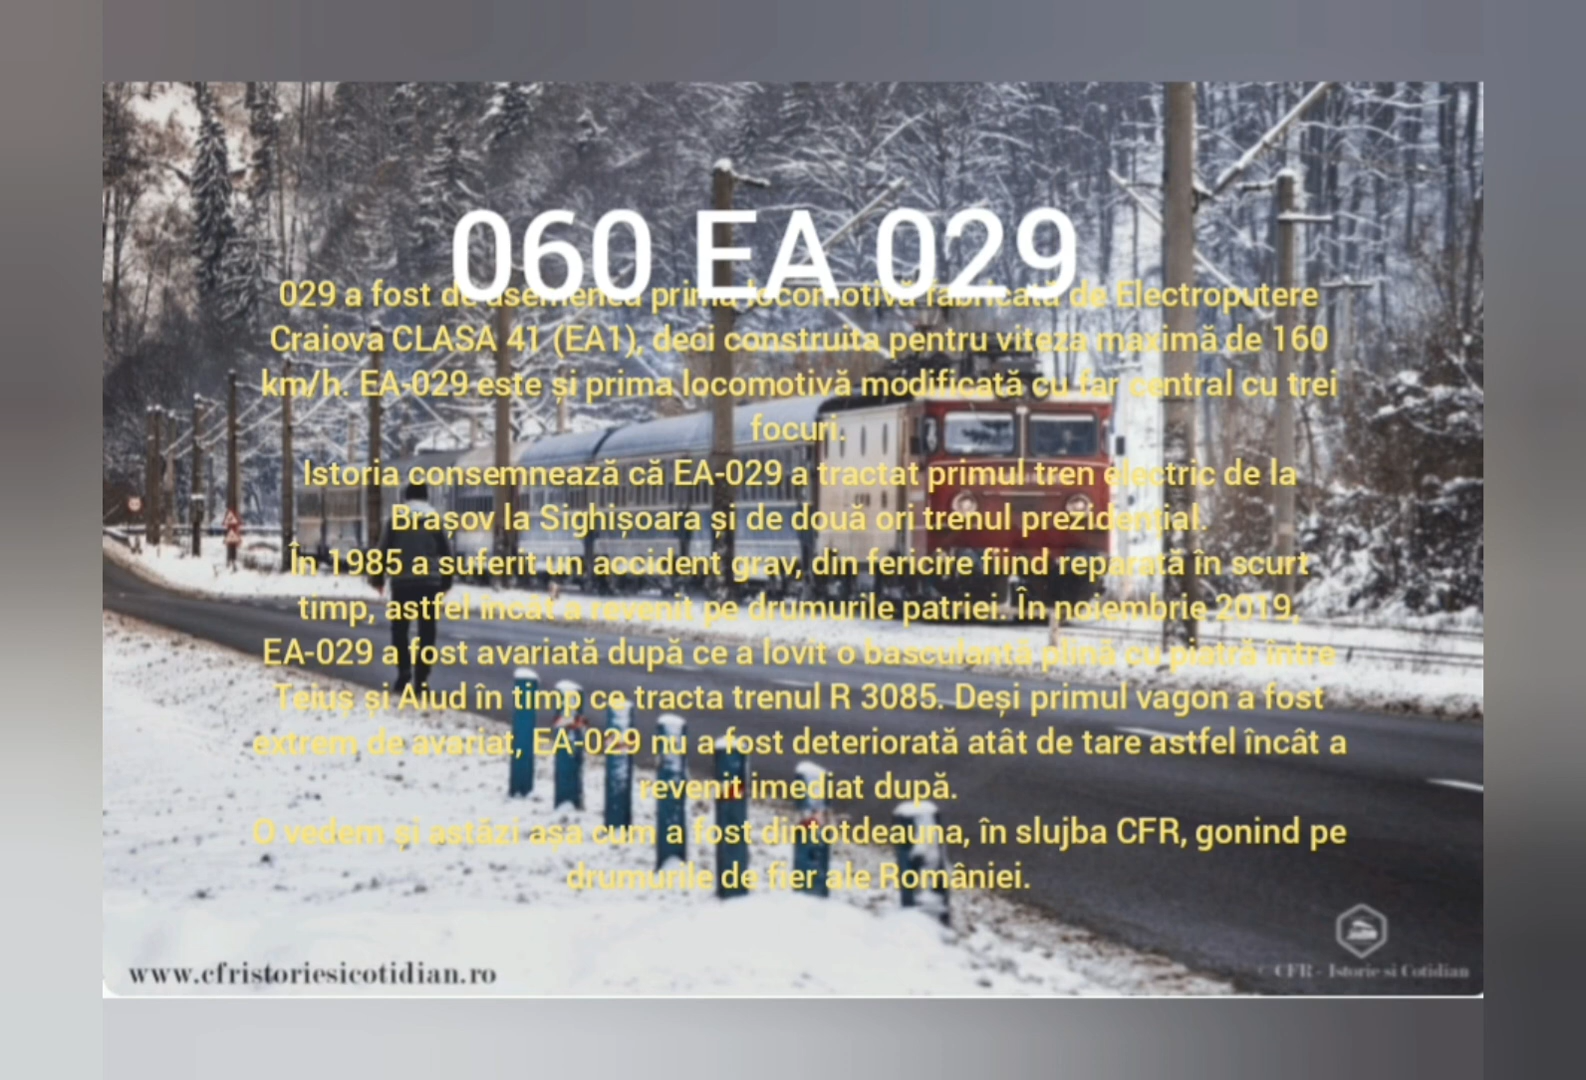 060 EA 029
029 a fost de asemenea prima locomotivă fabricată de Electroputere
Craiova CLASA 41 (EA1), deci construita pentru viteza maximă de 160
km/h. EA-029 este și prima locomotivă modificată cu far central cu trei
focuri.
Istoria consemnează că EA-029 a tractat primul tren electric de la
Brașov la Sighișoara și de două ori trenul prezidențial.
În 1985 a suferit un accident grav, din fericire fiind reparată în scurt
timp, astfel încât a revenit pe drumurile patriei. În noiembrie 2019,
EA-029 a fost avariată după ce a lovit o basculantă plină cu piatră între
Teiuș și Aiud în timp ce tracta trenul R 3085. Deși primul vagon a fost
extrem de avariat, EA-029 nu a fost deteriorată atât de tare astfel încât a
revenit imediat după.
O vedem și astăzi așa cum a fost dintotdeauna, în slujba CFR, gonind pe
drumurile de fier ale României.
www.cfristoriesicotidian.ro
CFR - Istorie si Cotidian